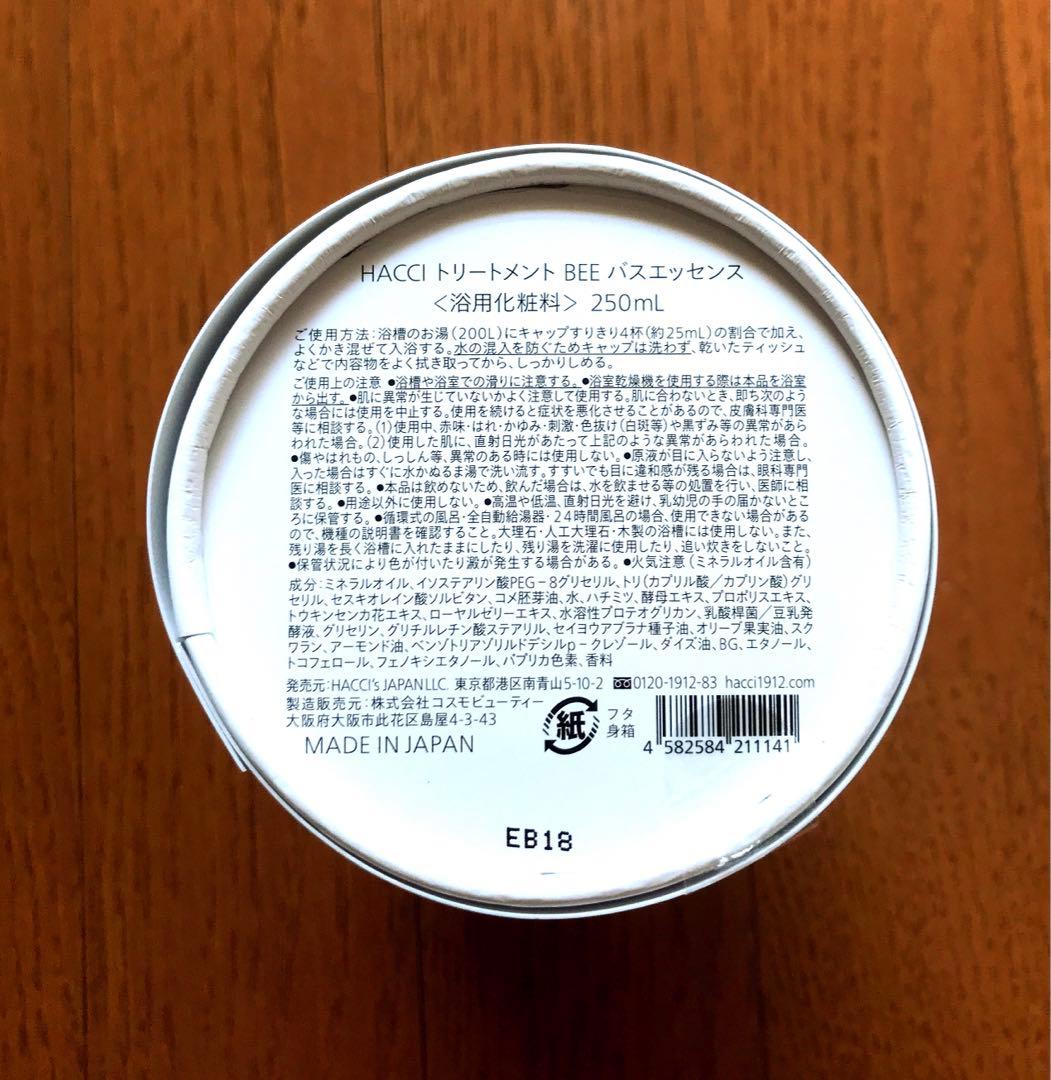 HACCI トリートメント BEE バスエッセンス
＜浴用化粧料＞ 250mL
ご使用方法：浴槽のお湯（200L）にキャップすりきり4杯（約25mL）の割合で加え、
よくかき混ぜて入浴する。水の混入を防ぐためキャップは洗わず、乾いたティッシュ
などで内容物をよく拭き取ってから、しっかりしめる。
ご使用上の注意 ●浴槽や浴室での滑りに注意する。●浴室乾燥機を使用する際は本品を浴室
から出す。●肌に異常が生じていないかよく注意して使用する。肌に合わないとき、即ち次のよう
な場合には使用を中止する。使用を続けると症状を悪化させることがあるので、皮膚科専門医
等に相談する。（1）使用中、赤味・はれ・かゆみ・刺激・色抜け（白斑等）や黒ずみ等の異常があら
われた場合。（2）使用した肌に、直射日光があたって上記のような異常があらわれた場合。
●傷やはれもの、しっしん等、異常のある時には使用しない。●原液が目に入らないよう注意し、
入った場合はすぐに水かぬるま湯で洗い流す。すすいでも目に違和感が残る場合は、眼科専門
医に相談する。●本品は飲めないため、飲んだ場合は、水を飲ませる等の処置を行い、医師に相
談する。●用途以外に使用しない。●高温や低温、直射日光を避け、乳幼児の手の届かないとこ
ろに保管する。●循環式の風呂・全自動給湯器・24時間風呂の場合、使用できない場合がある
ので、機種の説明書を確認すること。大理石・人工大理石・木製の浴槽には使用しない。また、
残り湯を長く浴槽に入れたままにしたり、残り湯を洗濯に使用したり、追い炊きをしないこと。
●保管状況により色が付いたり澱が発生する場合がある。●火気注意（ミネラルオイル含有）
成分：ミネラルオイル、イソステアリン酸PEG－8グリセリル、トリ（カプリル酸／カプリン酸）グリ
セリル、セスキオレイン酸ソルビタン、コメ胚芽油、水、ハチミツ、酵母エキス、プロポリスエキス、
トウキンセンカ花エキス、ローヤルゼリーエキス、水溶性プロテオグリカン、乳酸桿菌／豆乳発
酵液、グリセリン、グリチルレチン酸ステアリル、セイヨウアブラナ種子油、オリーブ果実油、スク
ワラン、アーモンド油、ベンゾトリアゾリルドデシルp－クレゾール、ダイズ油、BG、エタノール、
トコフェロール、フェノキシエタノール、パプリカ色素、香料
発売元：HACCI's JAPAN LLC. 東京都港区南青山5-10-2 0120-1912-83 hacci1912.com
製造販売元：株式会社コスモビューティー
大阪府大阪市此花区島屋4-3-43
MADE IN JAPAN
紙
フタ
身箱
4 582584 211141
EB18